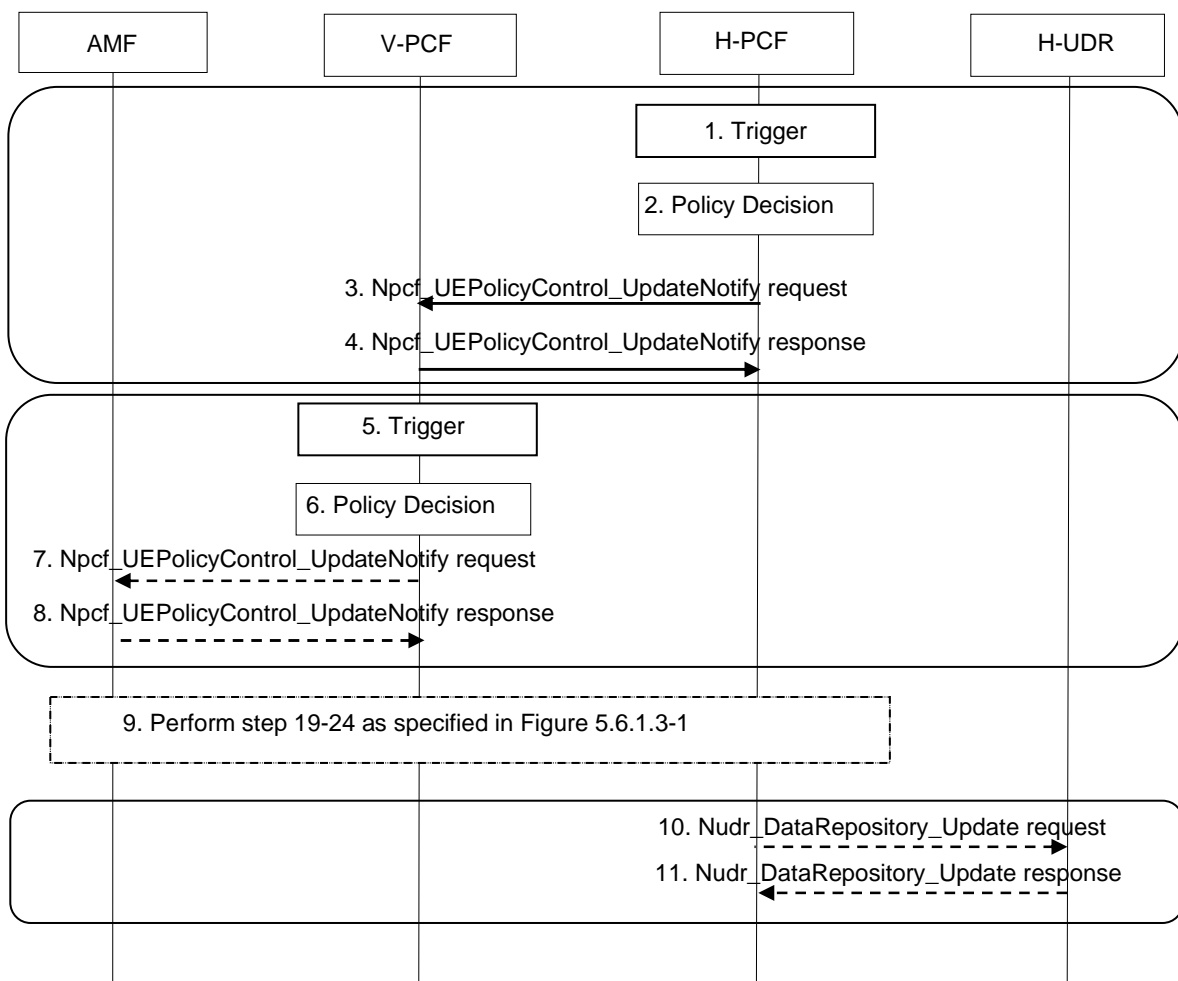 AMF
V-PCF
H-PCF
H-UDR
1. Trigger
2. Policy Decision
3. Npcf_UEPolicyControl_UpdateNotify request
4. Npcf_UEPolicyControl_UpdateNotify response
5. Trigger
6. Policy Decision
7. Npcf_UEPolicyControl_UpdateNotify request
8. Npcf_UEPolicyControl_UpdateNotify response
9. Perform step 19-24 as specified in Figure 5.6.1.3-1
10. Nudr_DataRepository_Update request
11. Nudr_DataRepository_Update response